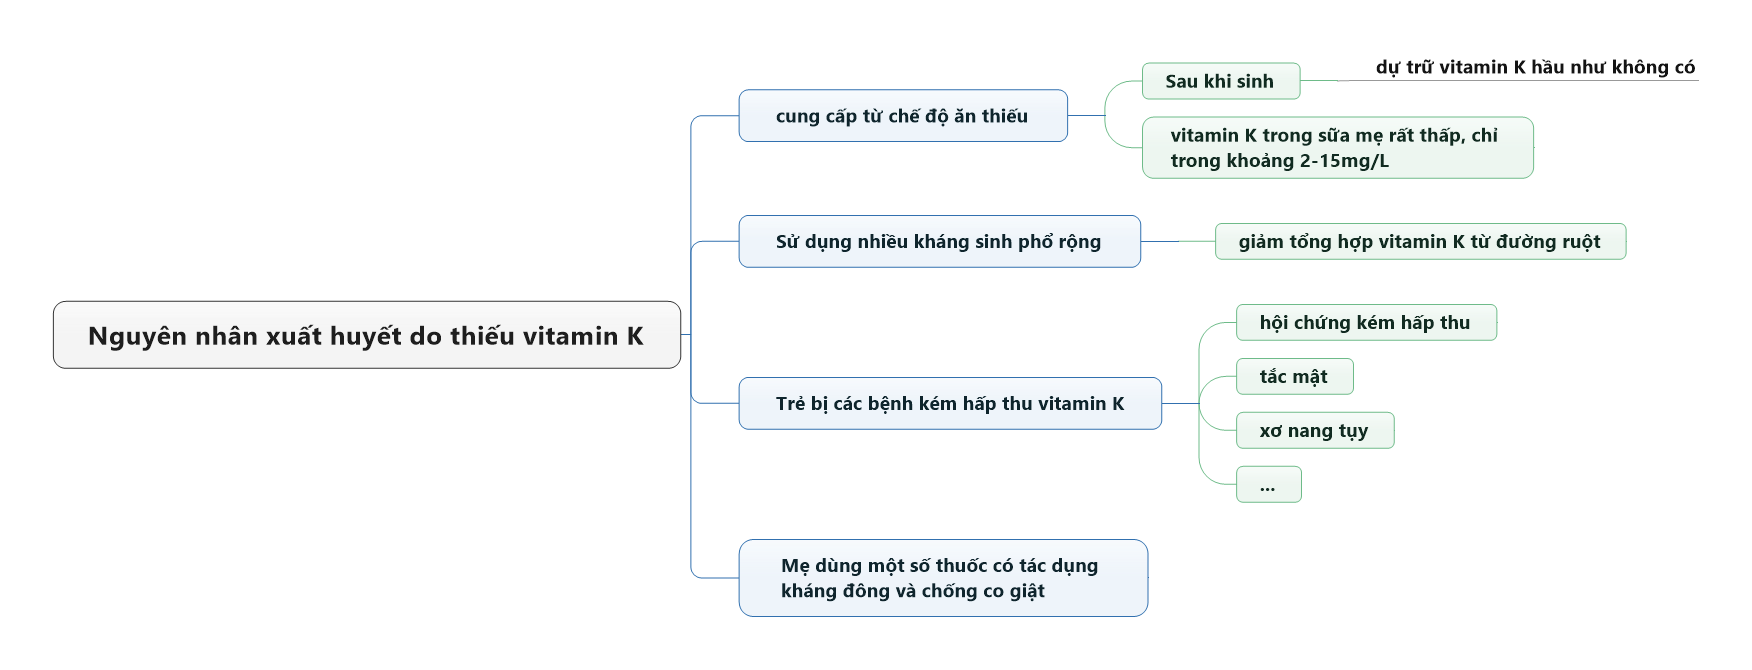 Nguyên nhân xuất huyết do thiếu vitamin K
cung cấp từ chế độ ăn thiếu
Sau khi sinh
dự trữ vitamin K hầu như không có
vitamin K trong sữa mẹ rất thấp, chỉ
trong khoảng 2-15mg/L
Sử dụng nhiều kháng sinh phổ rộng
giảm tổng hợp vitamin K từ đường ruột
Trẻ bị các bệnh kém hấp thu vitamin K
hội chứng kém hấp thu
tắc mật
xơ nang tụy
...
Mẹ dùng một số thuốc có tác dụng
kháng đông và chống co giật